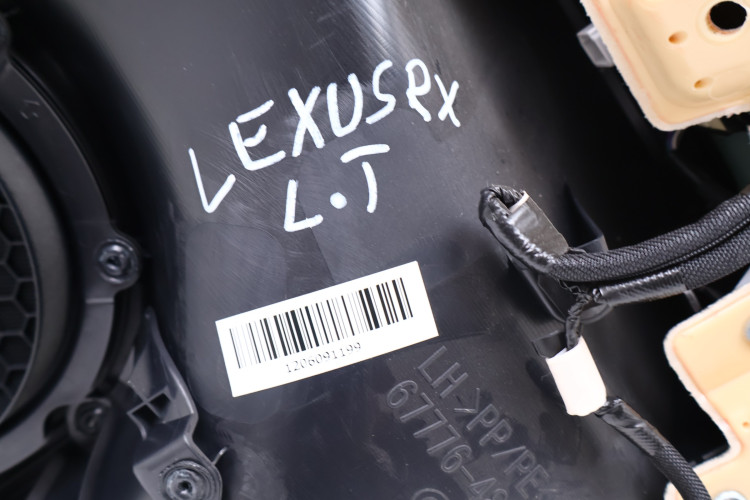 LEXUS RX
L.T
1206091199
LH >PP/PE
67776-48